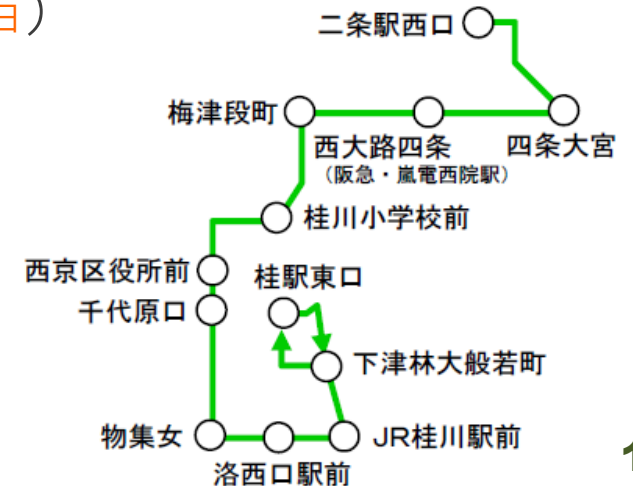 日）
二条駅西口
梅津段町
西大路四条
（阪急・嵐電西院駅）
四条大宮
桂川小学校前
西京区役所前
桂駅東口
千代原口
下津林大般若町
物集女
洛西口駅前
JR桂川駅前
1